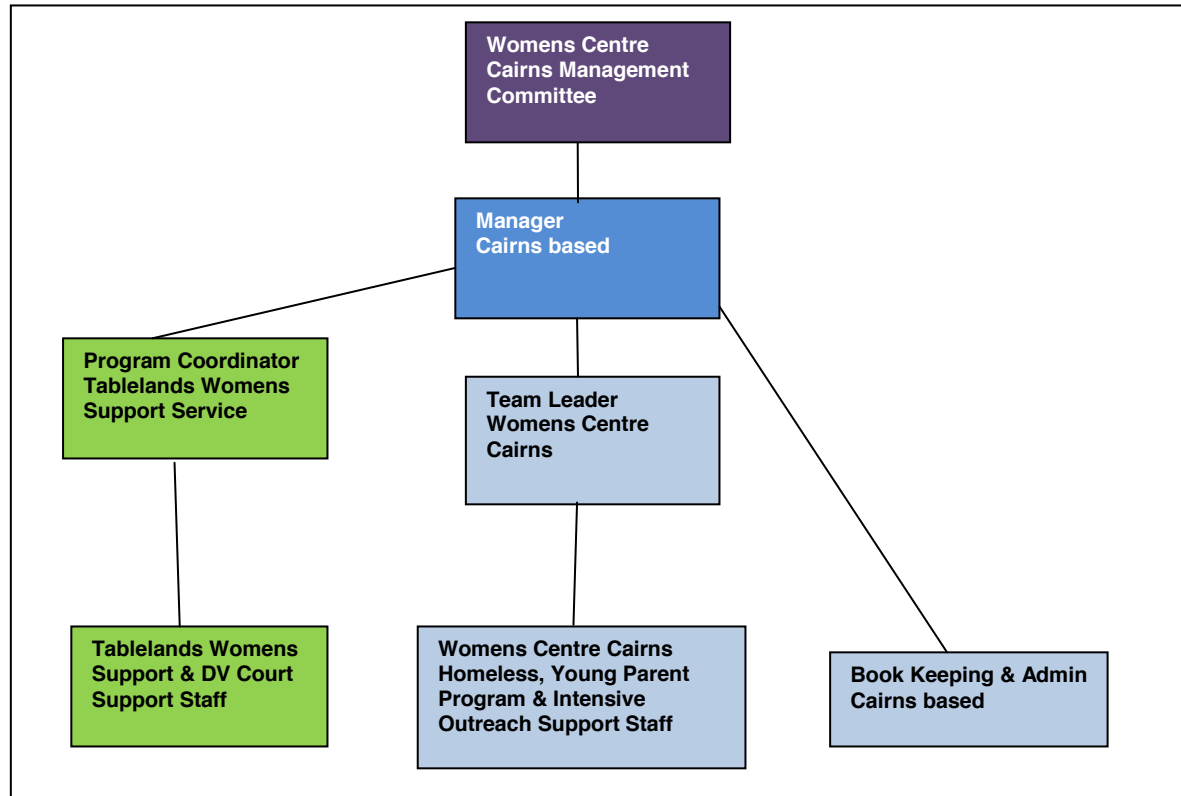 Womens Centre
Cairns Management
Committee
Manager
Cairns based
Program Coordinator
Tablelands Womens
Support Service
Team Leader
Womens Centre
Cairns
Tablelands Womens
Support & DV Court
Support Staff
Womens Centre Cairns
Homeless, Young Parent
Program & Intensive
Outreach Support Staff
Book Keeping & Admin
Cairns based